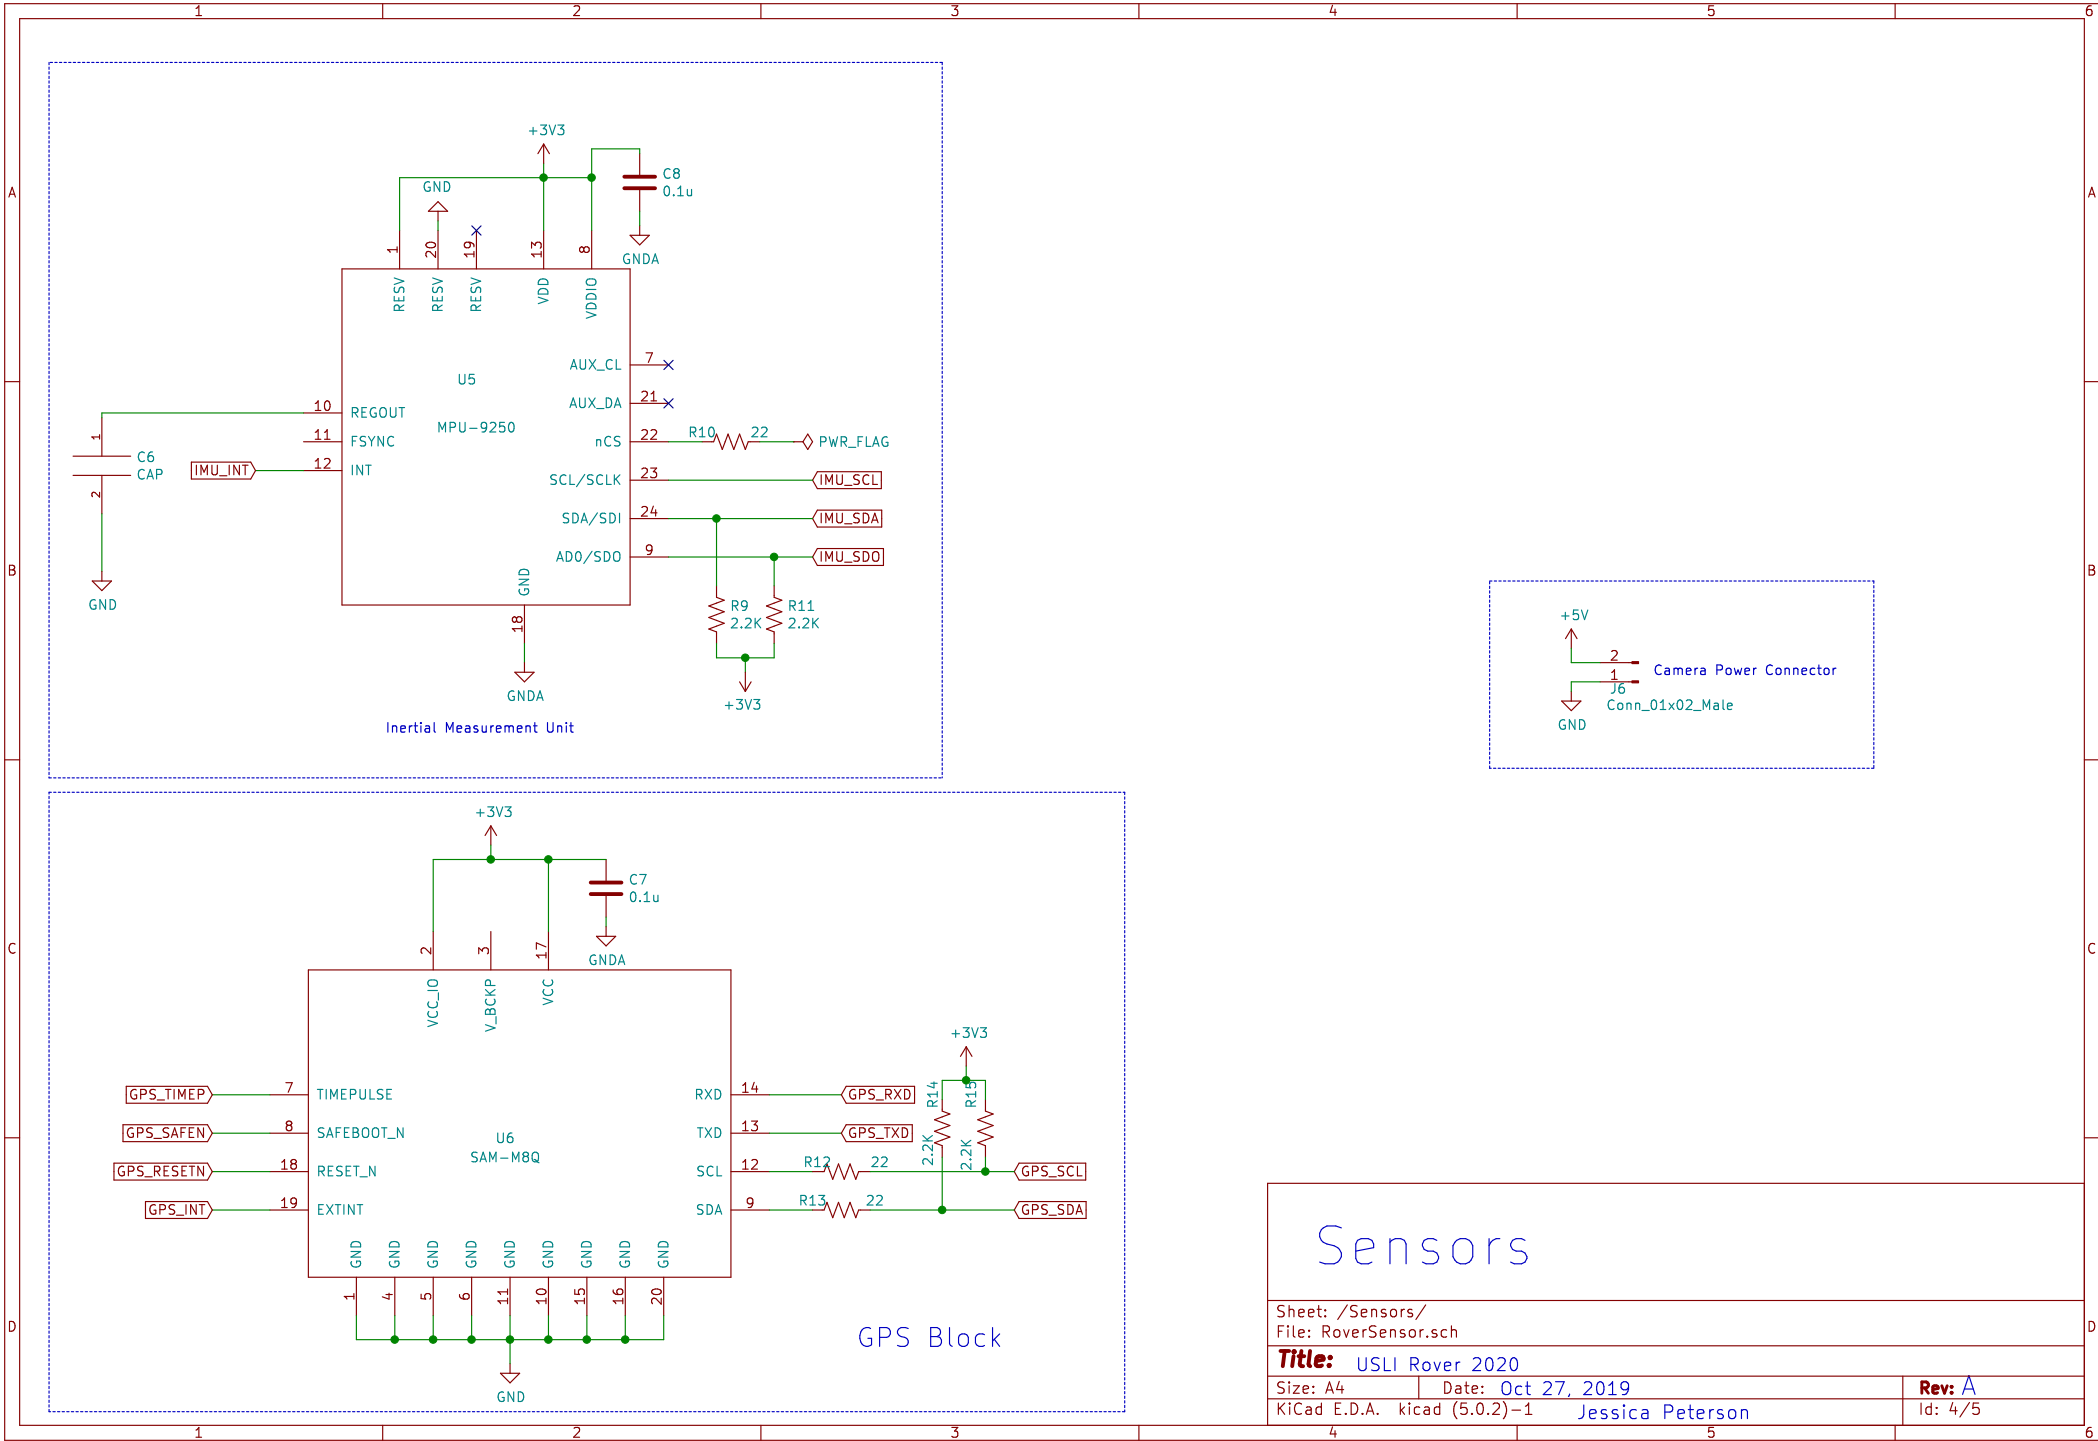 1 2 3 4 5 6
A A
B B
C C
D D
+3V3
GND
C8
0.1u
GNDA
1 20 19 13 8
RESV RESV RESV VDD VDDIO
U5
MPU-9250
10 REGOUT
11 FSYNC
12 INT
IMU_INT
1
C6
CAP
2
GND
AUX_CL 7
AUX_DA 21
nCS 22 R10 22 PWR_FLAG
SCL/SCLK 23 IMU_SCL
SDA/SDI 24 IMU_SDA
AD0/SDO 9 IMU_SDO
GND
18
GNDA
R9
2.2K
R11
2.2K
+3V3
Inertial Measurement Unit
+5V
2
1
Camera Power Connector
J6
Conn_01x02_Male
GND
+3V3
C7
0.1u
GNDA
2 3 17
VCC_IO V_BCKP VCC
U6
SAM-M8Q
GPS_TIMEP 7 TIMEPULSE
GPS_SAFEN 8 SAFEBOOT_N
GPS_RESETN 18 RESET_N
GPS_INT 19 EXTINT
RXD 14 GPS_RXD
TXD 13 GPS_TXD
SCL 12 R12 22 GPS_SCL
SDA 9 R13 22 GPS_SDA
+3V3
R14 R15
2.2K 2.2K
GND GND GND GND GND GND GND GND GND
1 4 5 6 11 10 15 16 20
GND
GPS Block
Sensors
Sheet: /Sensors/
File: RoverSensor.sch
Title: USLI Rover 2020
Size: A4 Date: Oct 27, 2019 Rev: A
KiCad E.D.A. kicad (5.0.2)-1 Jessica Peterson Id: 4/5
1 2 3 4 5 6